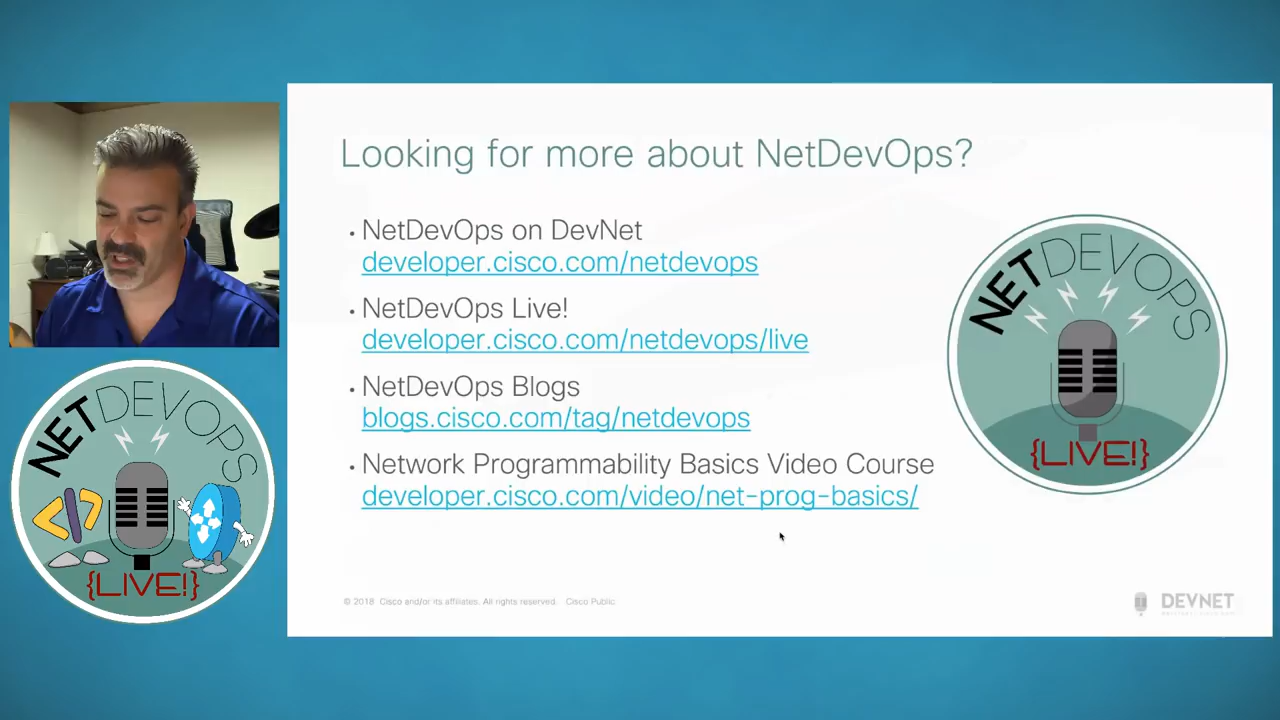 Looking for more about NetDevOps?
• NetDevOps on DevNet
developer.cisco.com/netdevops
• NetDevOps Live!
developer.cisco.com/netdevops/live
• NetDevOps Blogs
blogs.cisco.com/tag/netdevops
• Network Programmability Basics Video Course
developer.cisco.com/video/net-prog-basics/
NETDEVOPS
{LIVE!}
NETDEVOPS
{LIVE!}
© 2018 Cisco and/or its affiliates. All rights reserved. Cisco Public
DEVNET